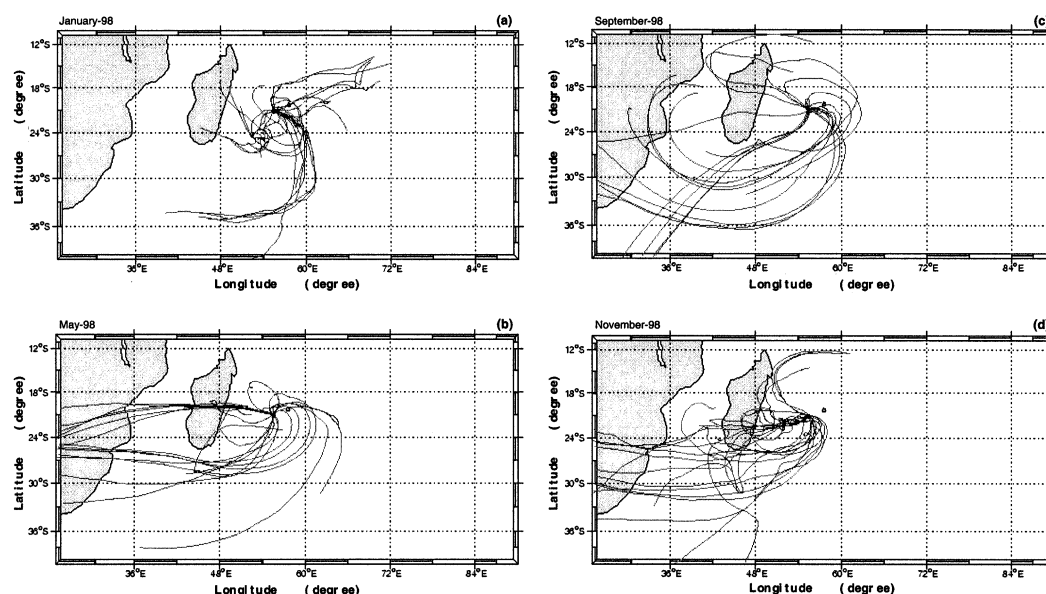 January-98 (a)
12°S
18°S
24°S
30°S
36°S
Latitude (degree)
36°E 48°E 60°E 72°E 84°E
Longitude (degree)
September-98 (c
12°S
18°S
24°S
30°S
36°S
Latitude (degree)
36°E 48°E 60°E 72°E 84°E
Longitude (degree)
May-98 (b)
12°S
18°S
24°S
30°S
36°S
Latitude (degree)
36°E 48°E 60°E 72°E 84°E
Longitude (degree)
November-98 (d
12°S
18°S
24°S
30°S
36°S
Latitude (degree)
36°E 48°E 60°E 72°E 84°E
Longitude (degree)